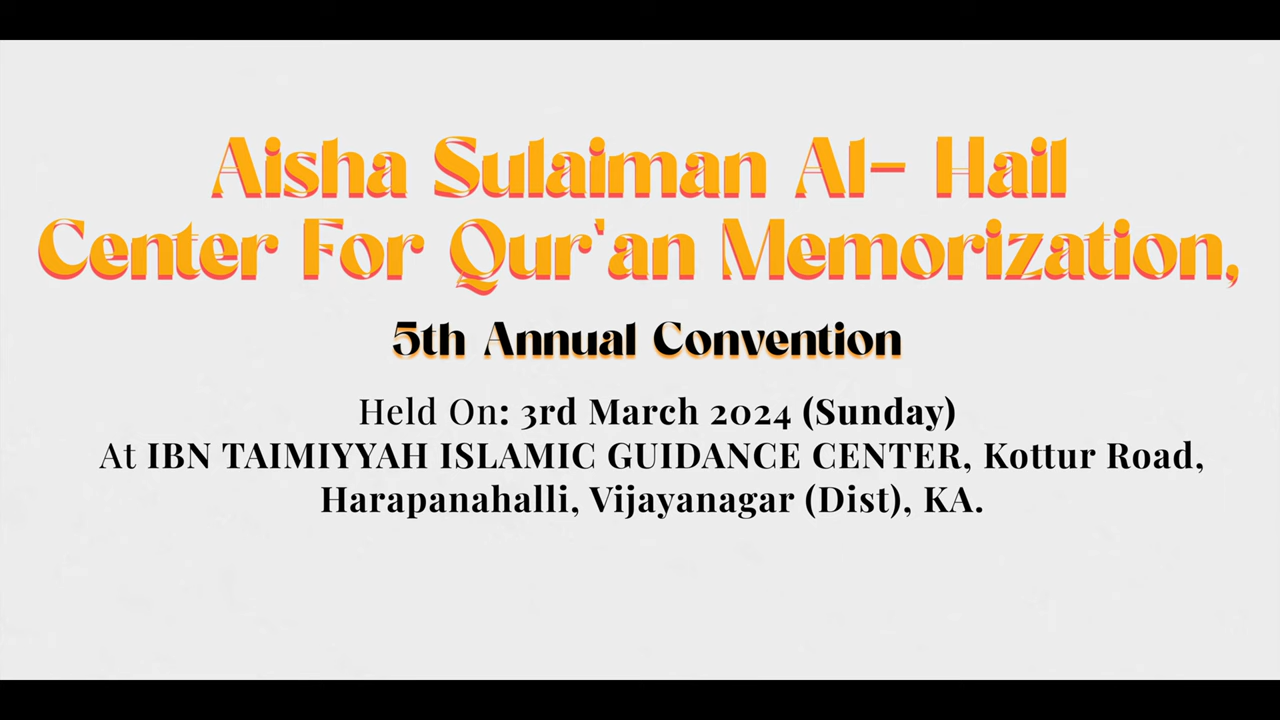 Aisha Sulaiman Al- Hail
Center For Qur'an Memorization,
5th Annual Convention
Held On: 3rd March 2024 (Sunday)
At IBN TAIMIYYAH ISLAMIC GUIDANCE CENTER, Kottur Road,
Harapanahalli, Vijayanagar (Dist), KA.